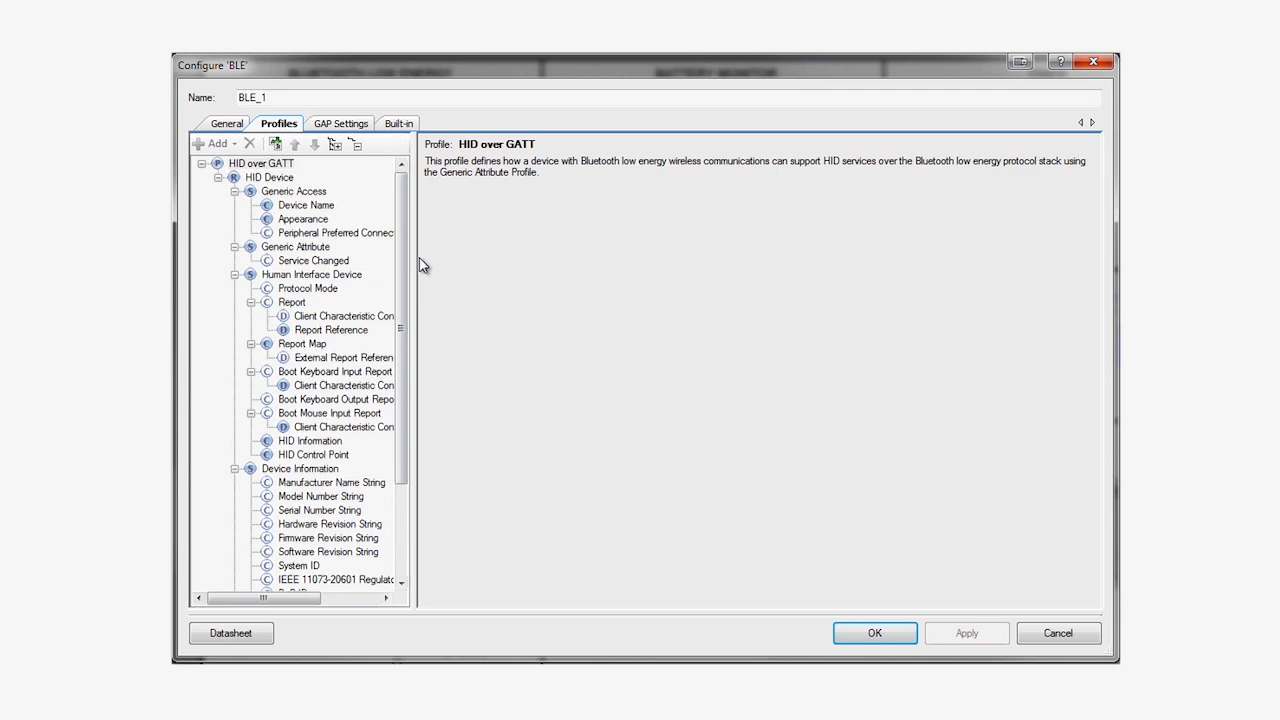 Configure 'BLE'
Name: BLE_1
General Profiles GAP Settings Built-in
Add
HID over GATT
HID Device
Generic Access
Device Name
Appearance
Peripheral Preferred Connec
Generic Attribute
Service Changed
Human Interface Device
Protocol Mode
Report
Client Characteristic Con
Report Reference
Report Map
External Report Referen
Boot Keyboard Input Report
Client Characteristic Con
Boot Keyboard Output Repo
Boot Mouse Input Report
Client Characteristic Con
HID Information
HID Control Point
Device Information
Manufacturer Name String
Model Number String
Serial Number String
Hardware Revision String
Firmware Revision String
Software Revision String
System ID
IEEE 11073-20601 Regulato
Profile: HID over GATT
This profile defines how a device with Bluetooth low energy wireless communications can support HID services over the Bluetooth low energy protocol stack using
the Generic Attribute Profile.
Datasheet
OK
Apply
Cancel